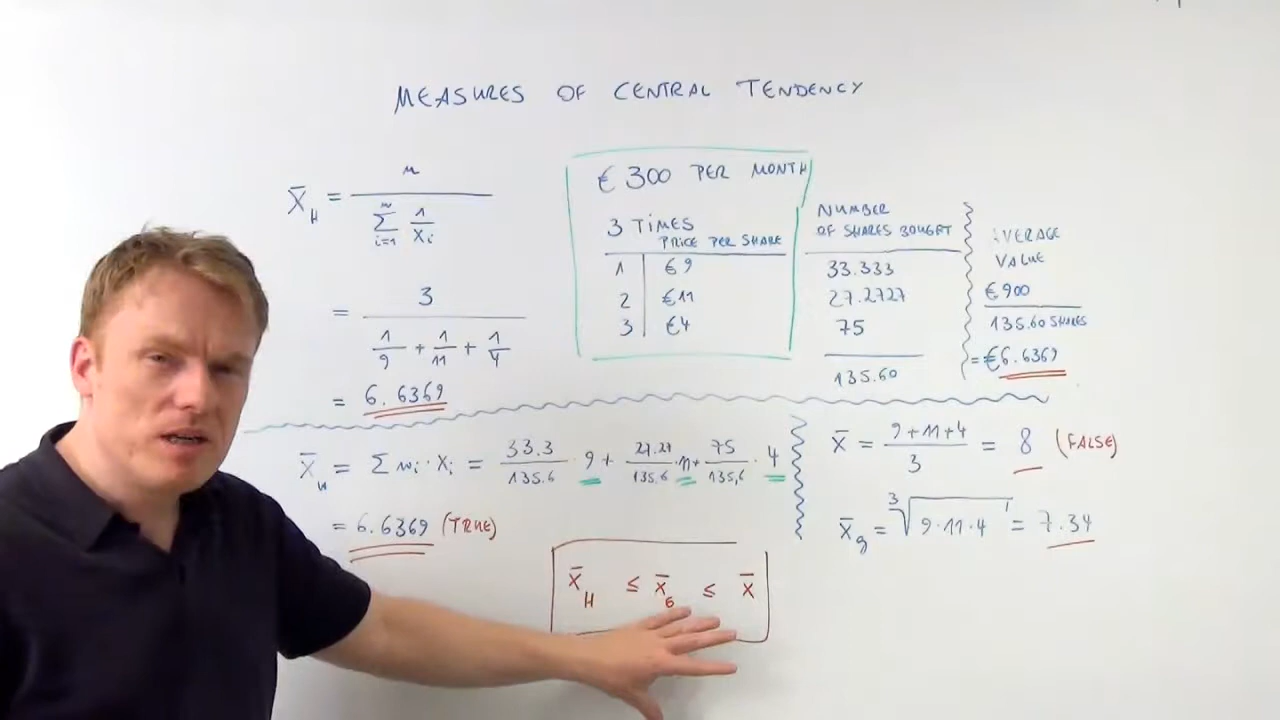 MEASURES OF CENTRAL TENDENCY
X̄_H = n / (Σ_{i=1}^{n} 1/X_i)
= 3 / (1/9 + 1/11 + 1/4)
= 6.6369
€300 PER MONTH
3 TIMES
PRICE PER SHARE
1 €9
2 €11
3 €4
NUMBER
OF SHARES BOUGHT
33.333
27.2727
75
135.60
AVERAGE
VALUE
€900
135.60 SHARES
= €6.6369
X̄_w = Σ w_i · X_i = 33.3/135.6 · 9 + 27.27/135.6 · 11 + 75/135,6 · 4
= 6.6369 (TRUE)
X̄ = (9+11+4)/3 = 8 (FALSE)
X̄_g = ³√(9·11·4) = 7.34
X̄_H ≤ X̄_G ≤ X̄